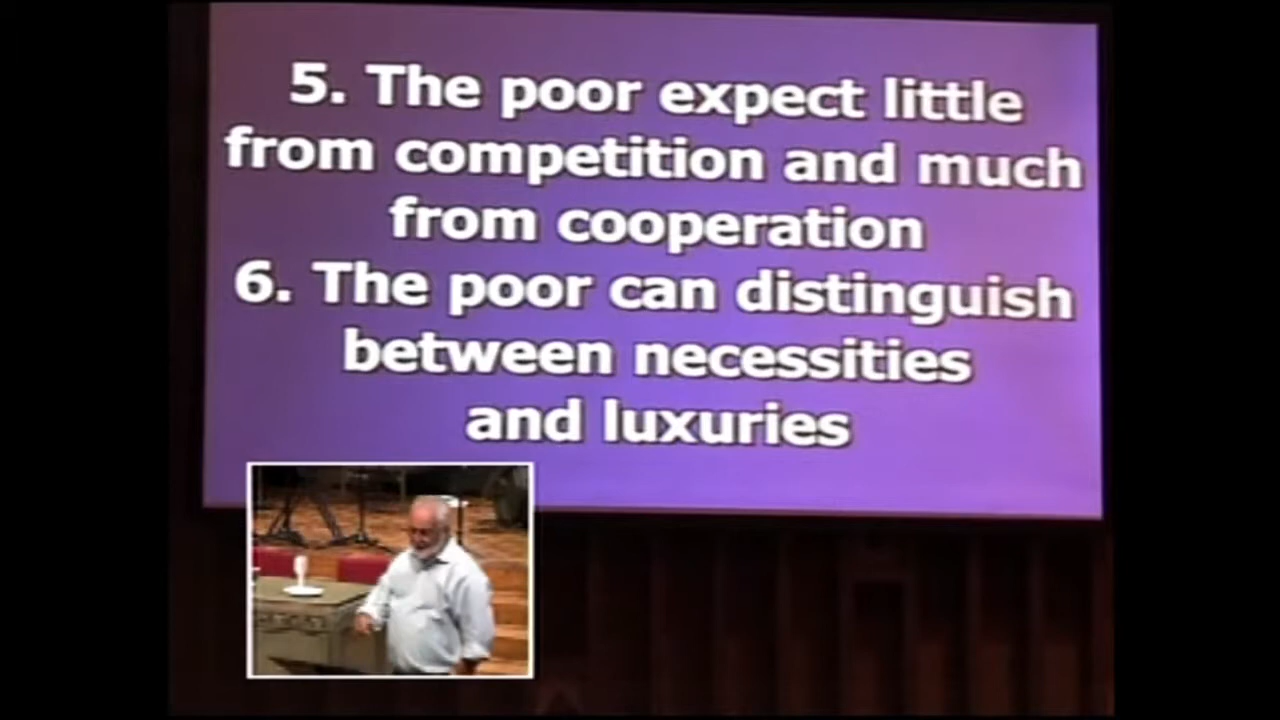 5. The poor expect little
from competition and much
from cooperation
6. The poor can distinguish
between necessities
and luxuries